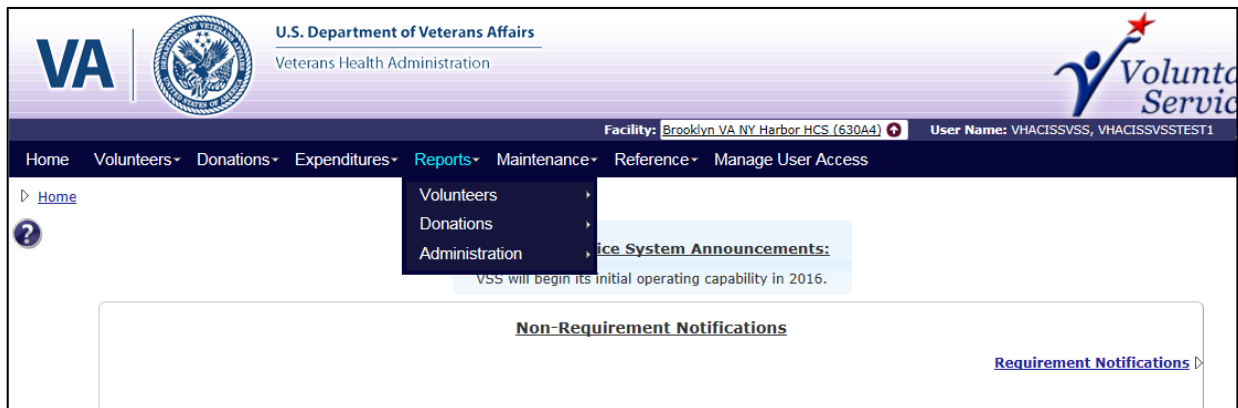 VA
U.S. Department of Veterans Affairs
Veterans Health Administration
Facility: Brooklyn VA NY Harbor HCS (630A4) User Name: VHACISSVSS, VHACISSVSSTEST1
Home Volunteers Donations Expenditures Reports Maintenance Reference Manage User Access
Home
Volunteers
Donations
Administration
ice System Announcements:
VSS will begin its initial operating capability in 2016.
Non-Requirement Notifications
Requirement Notifications